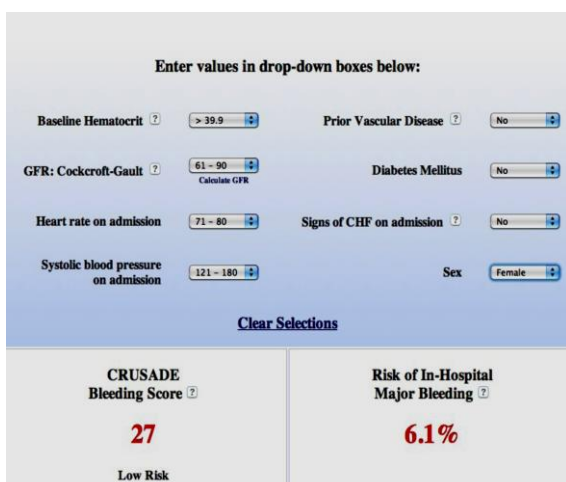 Enter values in drop-down boxes below:
Baseline Hematocrit ? > 39.9
Prior Vascular Disease ? No
GFR: Cockcroft-Gault ? 61 - 90
Calculate GFR
Diabetes Mellitus No
Heart rate on admission 71 - 80
Signs of CHF on admission ? No
Systolic blood pressure
on admission 121 - 180
Sex Female
Clear Selections
CRUSADE
Bleeding Score ?
27
Low Risk
Risk of In-Hospital
Major Bleeding ?
6.1%